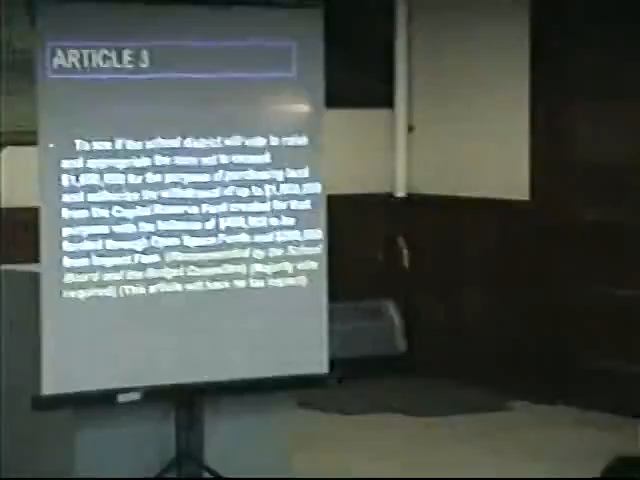 ARTICLE 3
To see if the school district will vote to raise
and appropriate the sum not to exceed
for the purpose of purchasing land
and authorize the withdrawal of up to
from the Capital Reserve Fund created for that
purpose with the balance of to be
funded through Open Space and
from Impact Fees (Recommended by the School
Board and the Budget Committee) (Majority vote
required) (This article will have no tax impact)